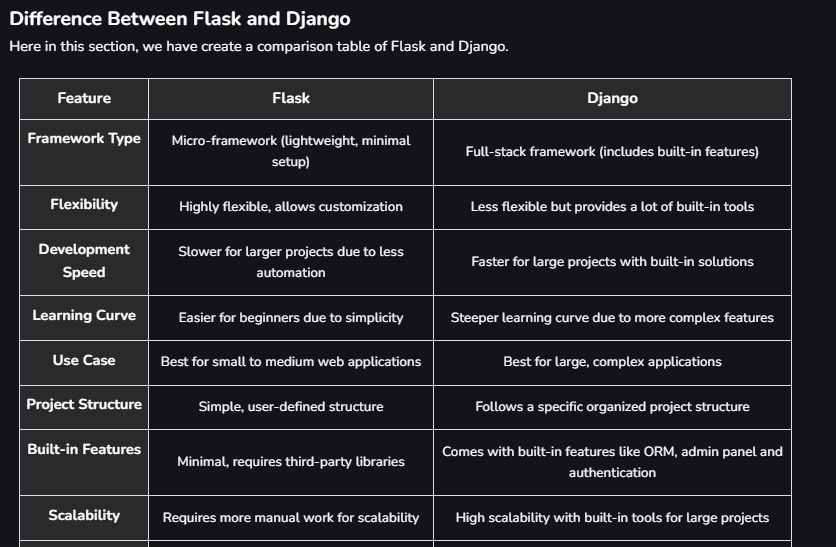 Difference Between Flask and Django
Here in this section, we have create a comparison table of Flask and Django.
Feature Flask Django
Framework Type Micro-framework (lightweight, minimal
setup) Full-stack framework (includes built-in features)
Flexibility Highly flexible, allows customization Less flexible but provides a lot of built-in tools
Development
Speed Slower for larger projects due to less
automation Faster for large projects with built-in solutions
Learning Curve Easier for beginners due to simplicity Steeper learning curve due to more complex features
Use Case Best for small to medium web applications Best for large, complex applications
Project Structure Simple, user-defined structure Follows a specific organized project structure
Built-in Features Minimal, requires third-party libraries Comes with built-in features like ORM, admin panel and
authentication
Scalability Requires more manual work for scalability High scalability with built-in tools for large projects